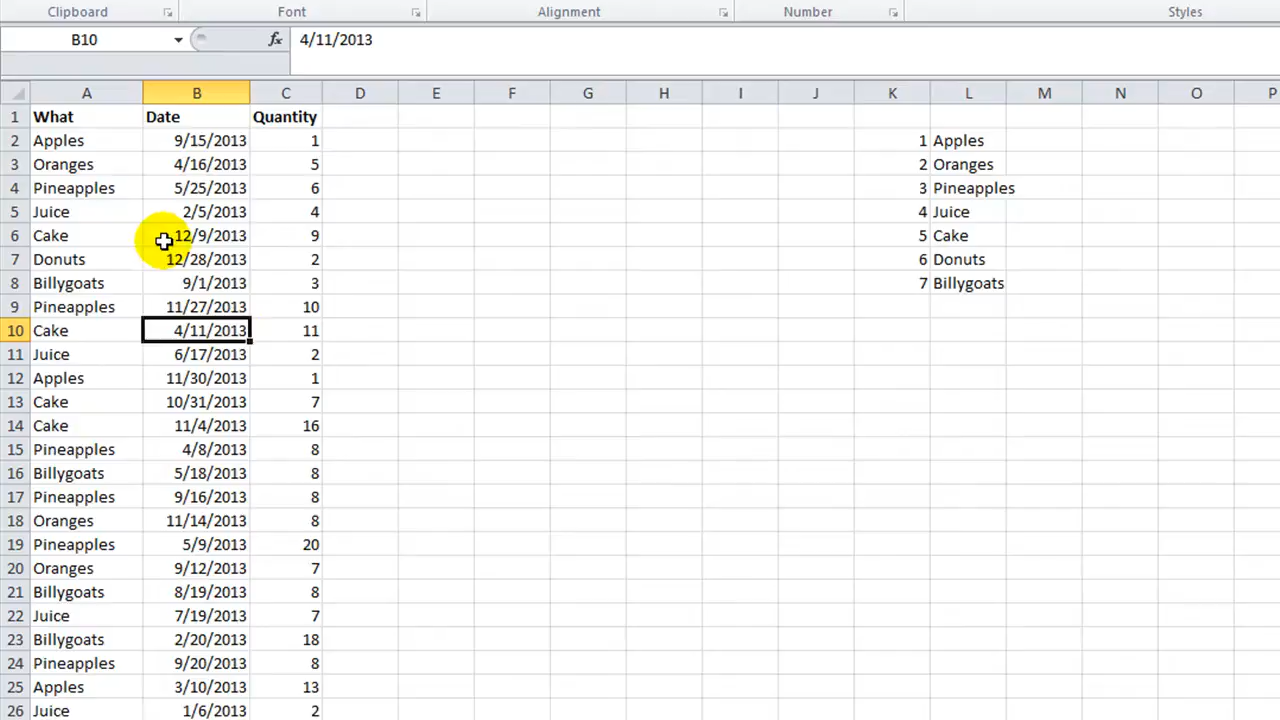 Clipboard Font Alignment Number Styles
B10 fx 4/11/2013
A B C D E F G H I J K L M N O P
1 What Date Quantity
2 Apples 9/15/2013 1 1 Apples
3 Oranges 4/16/2013 5 2 Oranges
4 Pineapples 5/25/2013 6 3 Pineapples
5 Juice 2/5/2013 4 4 Juice
6 Cake 12/9/2013 9 5 Cake
7 Donuts 12/28/2013 2 6 Donuts
8 Billygoats 9/1/2013 3 7 Billygoats
9 Pineapples 11/27/2013 10
10 Cake 4/11/2013 11
11 Juice 6/17/2013 2
12 Apples 11/30/2013 1
13 Cake 10/31/2013 7
14 Cake 11/4/2013 16
15 Pineapples 4/8/2013 8
16 Billygoats 5/18/2013 8
17 Pineapples 9/16/2013 8
18 Oranges 11/14/2013 8
19 Pineapples 5/9/2013 20
20 Oranges 9/12/2013 7
21 Billygoats 8/19/2013 8
22 Juice 7/19/2013 7
23 Billygoats 2/20/2013 18
24 Pineapples 9/20/2013 8
25 Apples 3/10/2013 13
26 Juice 1/6/2013 2